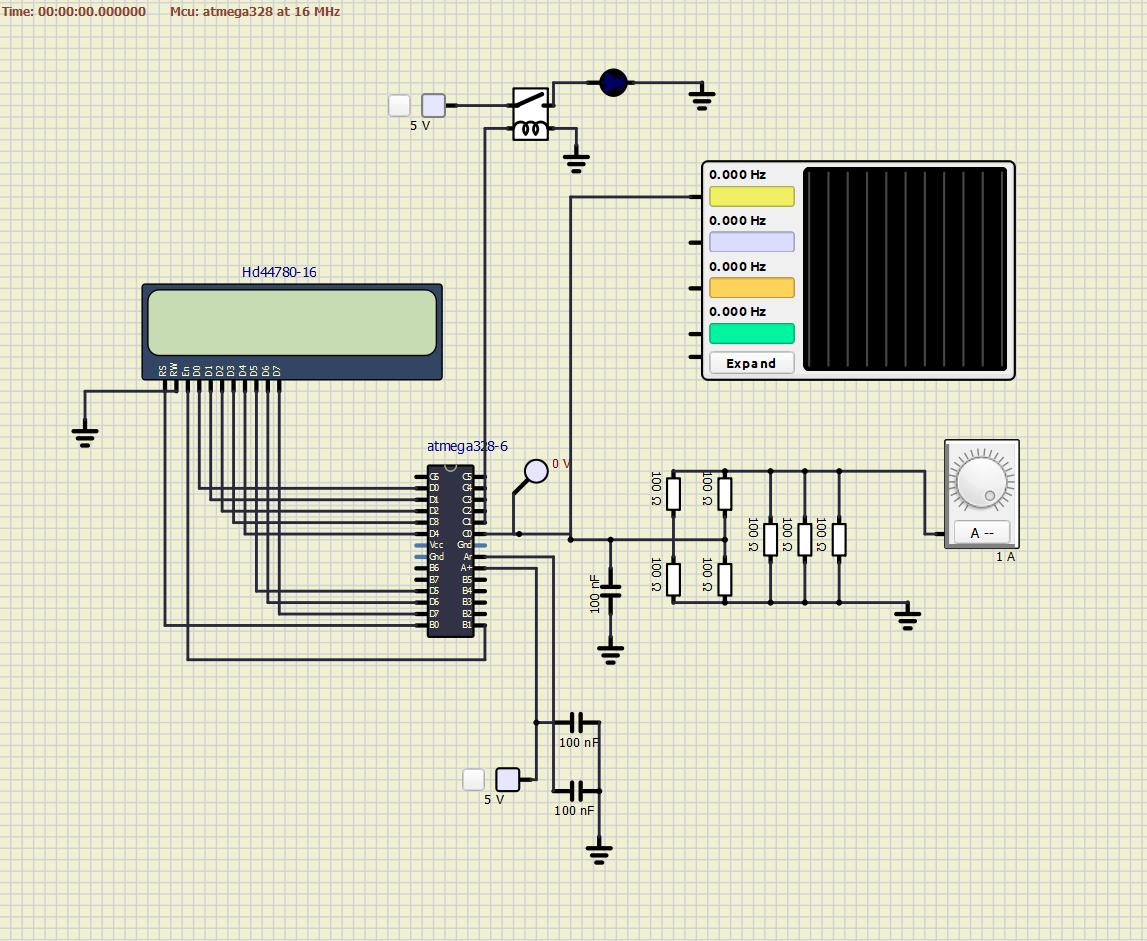 Time: 00:00:00.000000 Mcu: atmega328 at 16 MHz
5 V
0.000 Hz
0.000 Hz
0.000 Hz
0.000 Hz
Expand
Hd44780-16
RS RW En D0 D1 D2 D3 D4 D5 D6 D7
atmega328-6
0 V
C6 C5
D0 C4
D1 C3
D2 C2
D3 C1
D4 C0
Vcc Gnd
Gnd Ar
B6 A+
B7 B5
D5 B4
D6 B3
D7 B2
B0 B1
100 Ω
100 Ω
100 Ω
100 Ω
100 Ω
100 Ω
100 Ω
A --
1 A
100 nF
100 nF
5 V
100 nF